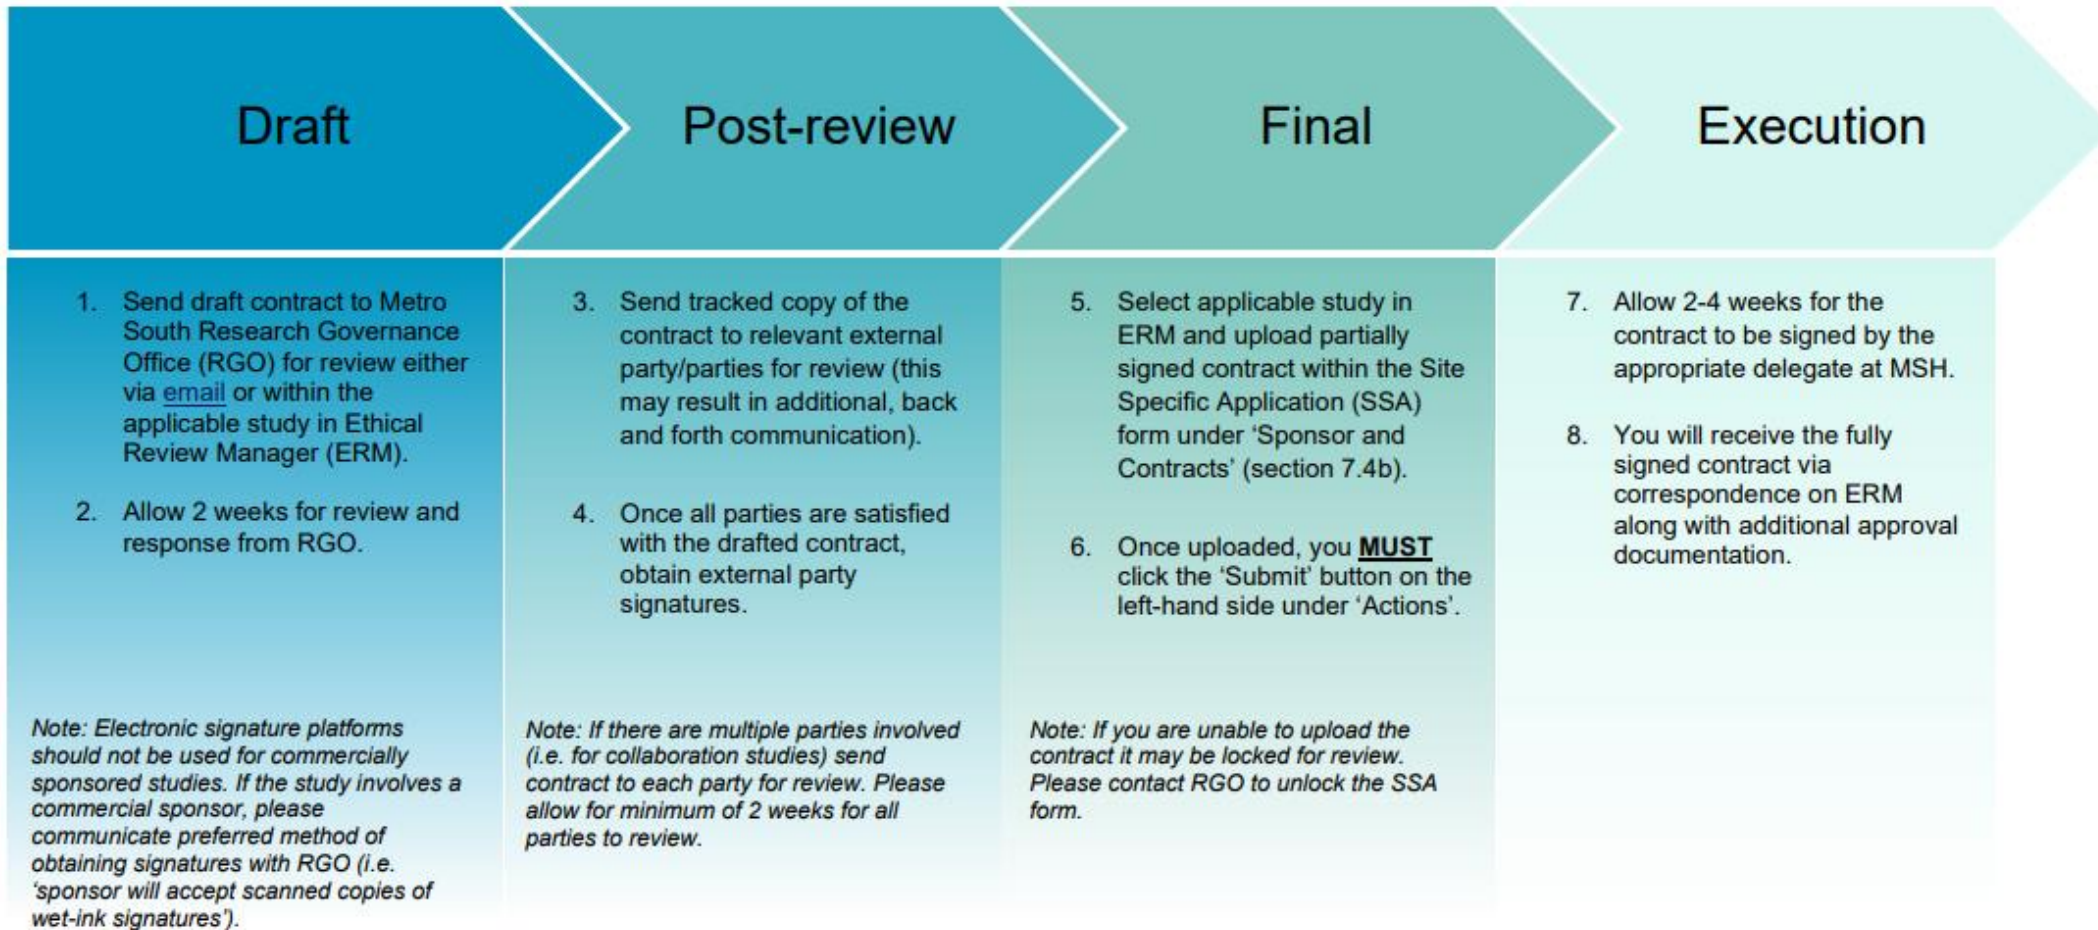 Draft
Post-review
Final
Execution
1. Send draft contract to Metro
South Research Governance
Office (RGO) for review either
via email or within the
applicable study in Ethical
Review Manager (ERM).
2. Allow 2 weeks for review and
response from RGO.
Note: Electronic signature platforms
should not be used for commercially
sponsored studies. If the study involves a
commercial sponsor, please
communicate preferred method of
obtaining signatures with RGO (i.e.
‘sponsor will accept scanned copies of
wet-ink signatures’).
3. Send tracked copy of the
contract to relevant external
party/parties for review (this
may result in additional, back
and forth communication).
4. Once all parties are satisfied
with the drafted contract,
obtain external party
signatures.
Note: If there are multiple parties involved
(i.e. for collaboration studies) send
contract to each party for review. Please
allow for minimum of 2 weeks for all
parties to review.
5. Select applicable study in
ERM and upload partially
signed contract within the Site
Specific Application (SSA)
form under ‘Sponsor and
Contracts’ (section 7.4b).
6. Once uploaded, you MUST
click the ‘Submit’ button on the
left-hand side under ‘Actions’.
Note: If you are unable to upload the
contract it may be locked for review.
Please contact RGO to unlock the SSA
form.
7. Allow 2-4 weeks for the
contract to be signed by the
appropriate delegate at MSH.
8. You will receive the fully
signed contract via
correspondence on ERM
along with additional approval
documentation.